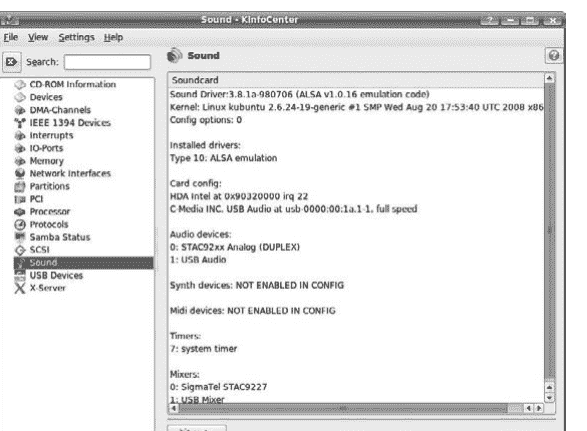 Sound - KInfoCenter
File View Settings Help
Search:
Sound
CD-ROM Information
Devices
DMA-Channels
IEEE 1394 Devices
Interrupts
IO-Ports
Memory
Network Interfaces
Partitions
PCI
Processor
Protocols
Samba Status
SCSI
Sound
USB Devices
X-Server
Soundcard
Sound Driver:3.8.1a-980706 (ALSA v1.0.16 emulation code)
Kernel: Linux kubuntu 2.6.24-19-generic #1 SMP Wed Aug 20 17:53:40 UTC 2008 x86
Config options: 0
Installed drivers:
Type 10: ALSA emulation
Card config:
HDA Intel at 0x90320000 irq 22
C-Media INC. USB Audio at usb-0000:00:1a.1-1, full speed
Audio devices:
0: STAC92xx Analog (DUPLEX)
1: USB Audio
Synth devices: NOT ENABLED IN CONFIG
Midi devices: NOT ENABLED IN CONFIG
Timers:
7: system timer
Mixers:
0: SigmaTel STAC9227
1: USB Mixer